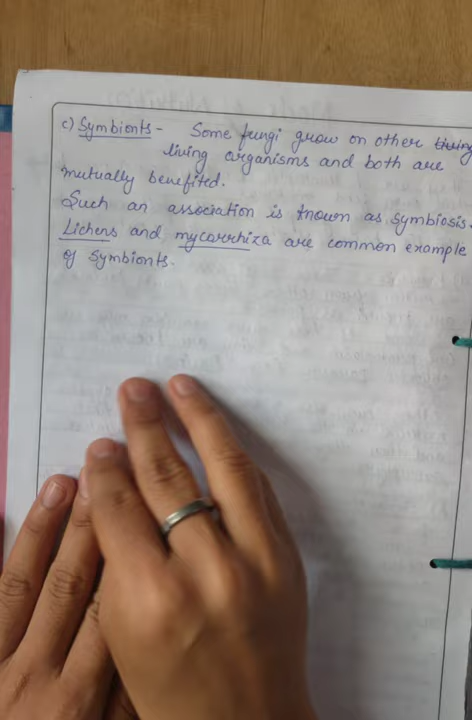 c) Symbionts - Some fungi grow on other
living organisms and both are
mutually benefited.
Such an association is known as symbiosis.
Lichens and mycorrhiza are common example
of symbionts.